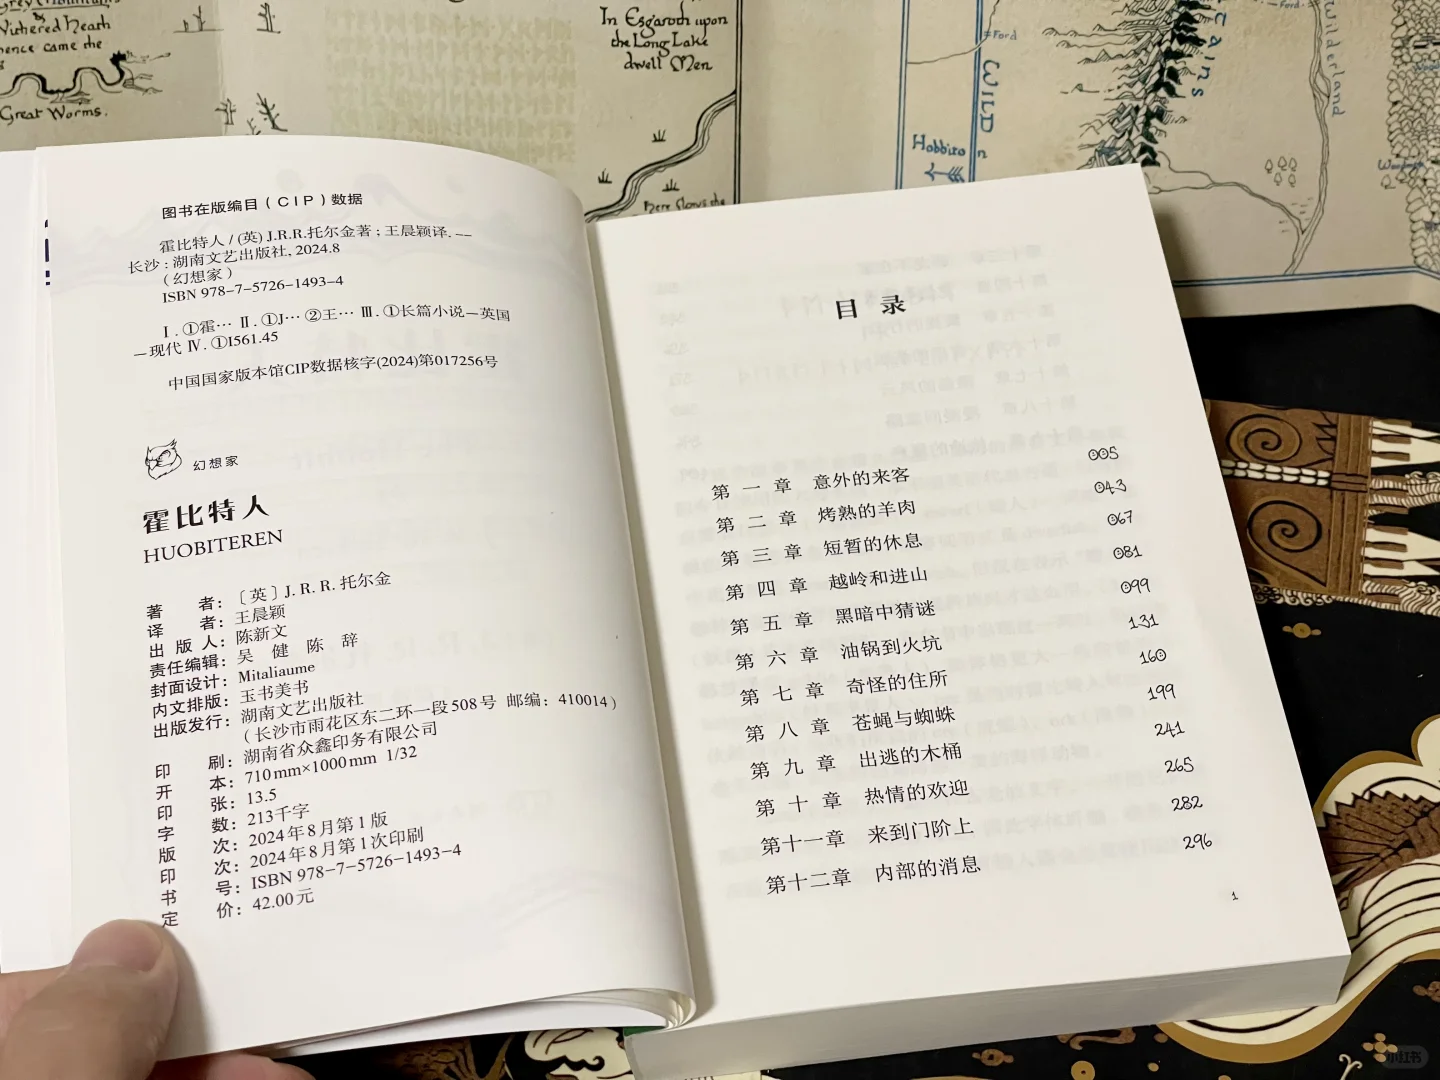 Grey Mountains
&
Withered Heath
hence came the
Great Worms.
In Esgaroth upon
the Long Lake
dwell Men
Here flows the
Ford
WILD
Hobbiton
Ford
Wilderland
图书在版编目(CIP)数据
霍比特人/(英)J.R.R.托尔金著;王晨颖译.—
长沙:湖南文艺出版社,2024.8
(幻想家)
ISBN 978-7-5726-1493-4
Ⅰ.①霍… Ⅱ.①J… ②王… Ⅲ.①长篇小说—英国
—现代 Ⅳ.①I561.45
中国国家版本馆CIP数据核字(2024)第017256号
幻想家
霍比特人
HUOBITEREN
著 者:〔英〕J. R. R. 托尔金
译 者:王晨颖
出 版 人:陈新文
责任编辑:吴 健 陈 辞
封面设计:Mitaliaume
内文排版:玉书美书
出版发行:湖南文艺出版社
(长沙市雨花区东二环一段508号 邮编:410014)
印 刷:湖南省众鑫印务有限公司
开 本:710mm×1000mm 1/32
印 张:13.5
字 数:213千字
版 次:2024年8月第1版
印 次:2024年8月第1次印刷
书 号:ISBN 978-7-5726-1493-4
定 价:42.00元
目 录
第 一 章 意外的来客 005
第 二 章 烤熟的羊肉 043
第 三 章 短暂的休息 067
第 四 章 越岭和进山 081
第 五 章 黑暗中猜谜 099
第 六 章 油锅到火坑 131
第 七 章 奇怪的住所 160
第 八 章 苍蝇与蜘蛛 199
第 九 章 出逃的木桶 241
第 十 章 热情的欢迎 265
第十一章 来到门阶上 282
第十二章 内部的消息 296
1
小红书